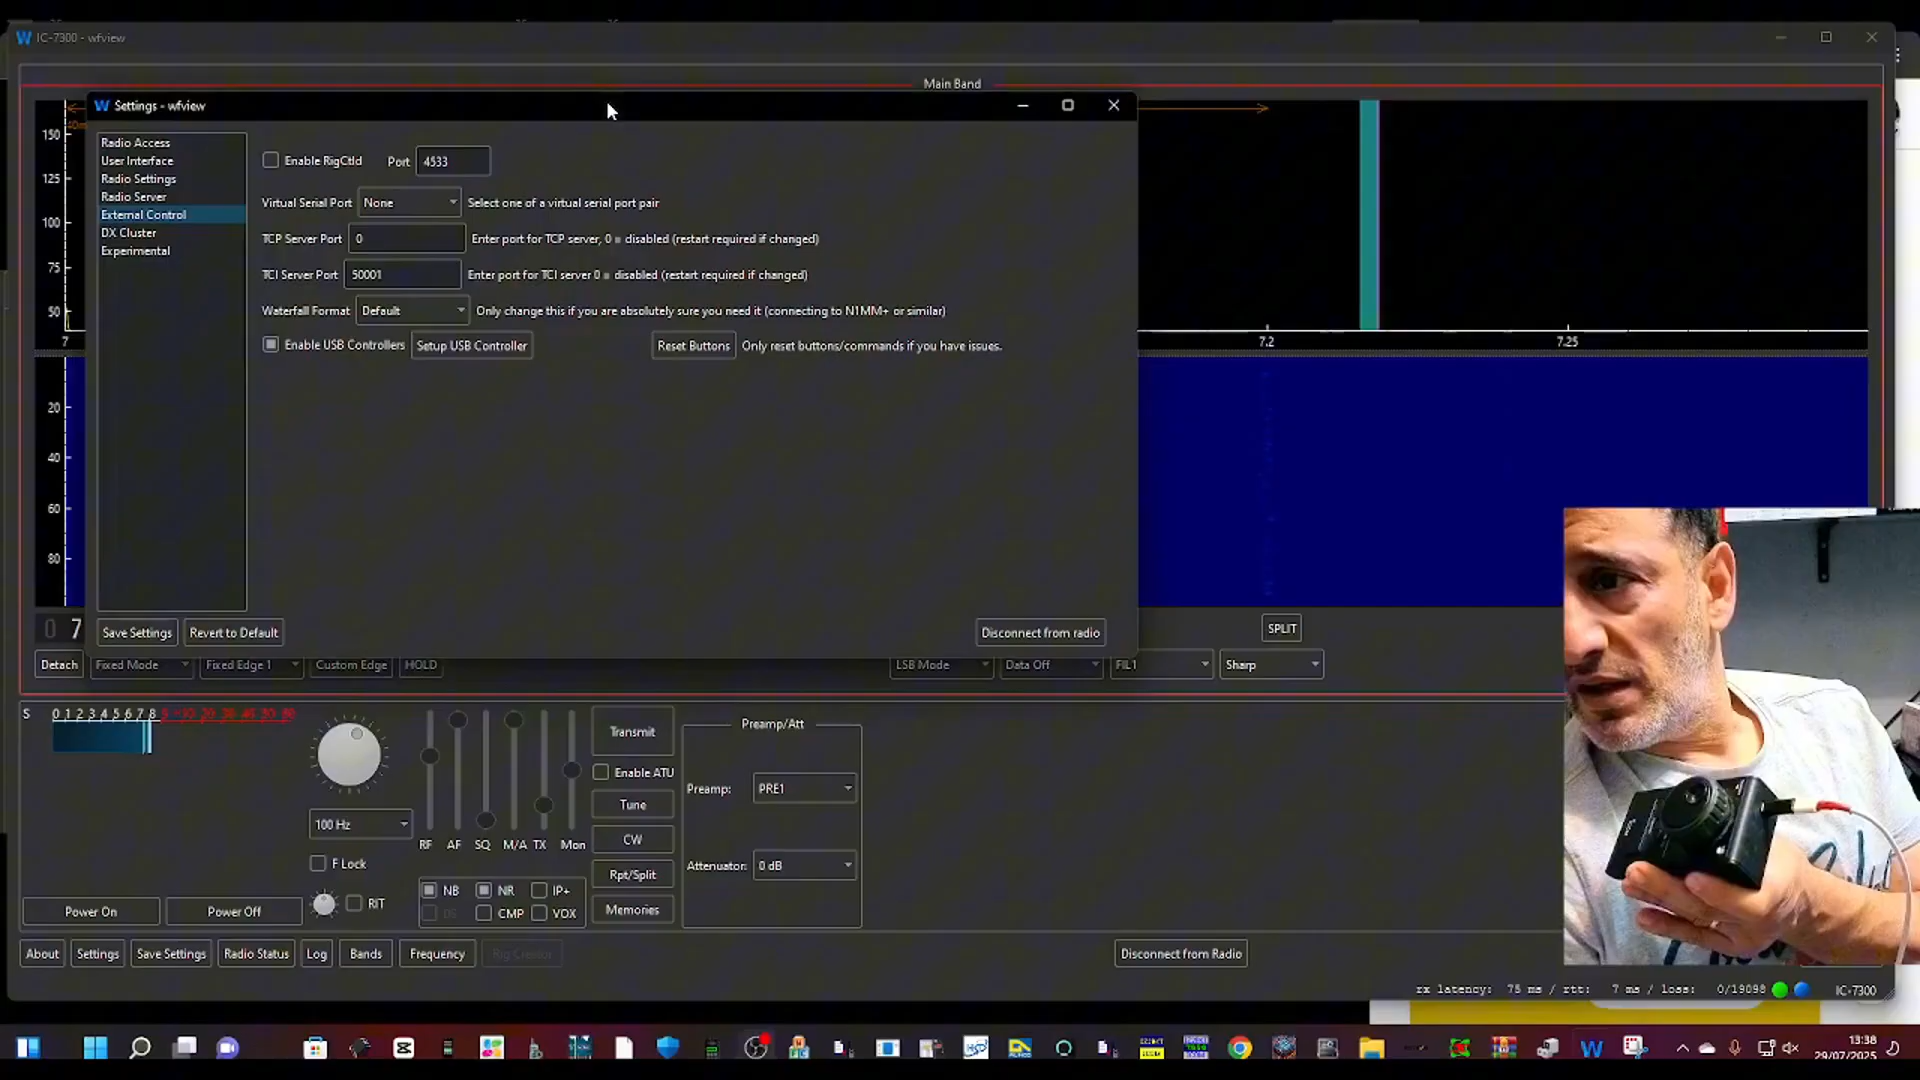 IC-7300 - wfview
Main Band
Settings - wfview
150
125
100
75
50
7
7.2
7.25
Radio Access
User Interface
Radio Settings
Radio Server
External Control
DX Cluster
Experimental
Enable RigCtld Port 4533
Virtual Serial Port None Select one of a virtual serial port pair
TCP Server Port 0 Enter port for TCP server, 0 = disabled (restart required if changed)
TCI Server Port 50001 Enter port for TCI server 0 = disabled (restart required if changed)
Waterfall Format Default Only change this if you are absolutely sure you need it (connecting to N1MM+ or similar)
Enable USB Controllers Setup USB Controller Reset Buttons Only reset buttons/commands if you have issues.
20
40
60
80
Save Settings Revert to Default Disconnect from radio
0 7
SPLIT
Detach Fixed Mode Fixed Edge 1 Custom Edge HOLD LSB Mode Data Off FIL1 Sharp
S 0 1 2 3 4 5 6 7 8 9
Transmit
Enable ATU
Tune
CW
Rpt/Split
Memories
Preamp/Att
Preamp: PRE1
Attenuator: 0 dB
100 Hz
F Lock
RIT
RF AF SQ M/A TX Mon
NB NR IP+
CMP VOX
Power On Power Off
About Settings Save Settings Radio Status Log Bands Frequency Rig Creator Disconnect from Radio
rx latency: 75 ms / rtt: 7 ms / loss: 0/19098 IC-7300
13:38
29/07/2025